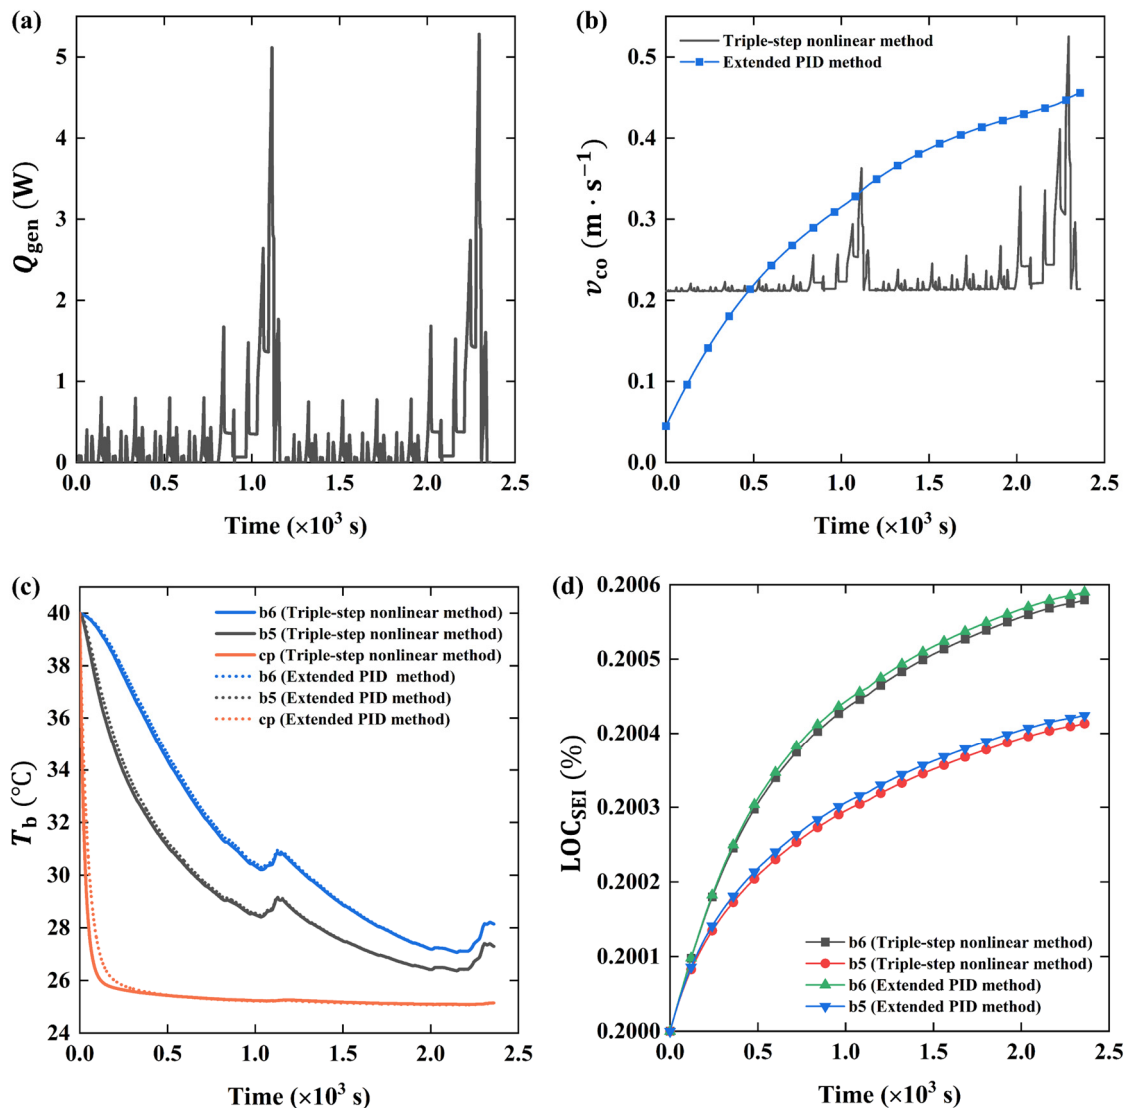 (a)
5
4
3
2
1
0
Q_gen (W)
0.0 0.5 1.0 1.5 2.0 2.5
Time (×10³ s)
(b)
Triple-step nonlinear method
Extended PID method
0.5
0.4
0.3
0.2
0.1
0.0
v_co (m · s⁻¹)
0.0 0.5 1.0 1.5 2.0 2.5
Time (×10³ s)
(c)
40
38
36
34
32
30
28
26
24
T_b (°C)
b6 (Triple-step nonlinear method)
b5 (Triple-step nonlinear method)
cp (Triple-step nonlinear method)
b6 (Extended PID method)
b5 (Extended PID method)
cp (Extended PID method)
0.0 0.5 1.0 1.5 2.0 2.5
Time (×10³ s)
(d)
0.2006
0.2005
0.2004
0.2003
0.2002
0.2001
0.2000
LOC_SEI (%)
b6 (Triple-step nonlinear method)
b5 (Triple-step nonlinear method)
b6 (Extended PID method)
b5 (Extended PID method)
0.0 0.5 1.0 1.5 2.0 2.5
Time (×10³ s)